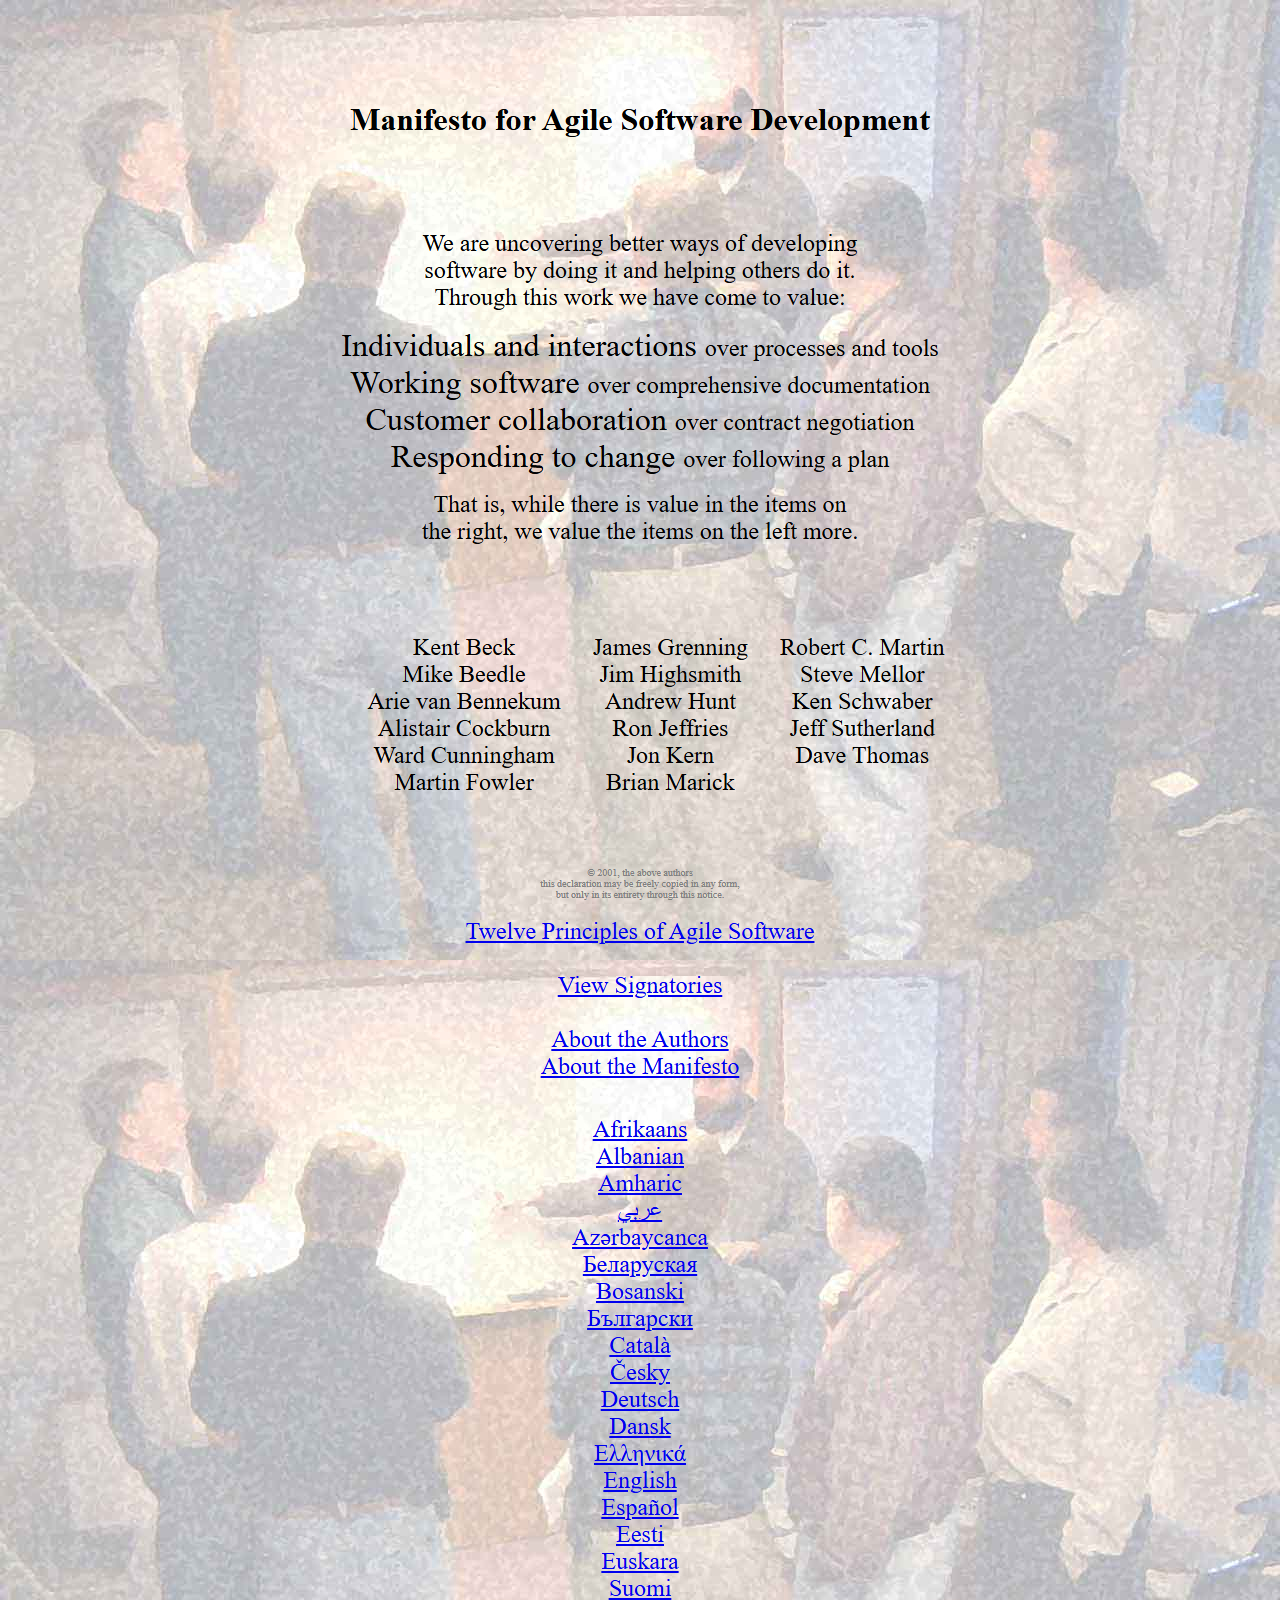 Manifesto for Agile Software Development
We are uncovering better ways of developing
software by doing it and helping others do it.
Through this work we have come to value:
Individuals and interactions over processes and tools
Working software over comprehensive documentation
Customer collaboration over contract negotiation
Responding to change over following a plan
That is, while there is value in the items on
the right, we value the items on the left more.
Kent Beck
Mike Beedle
Arie van Bennekum
Alistair Cockburn
Ward Cunningham
Martin Fowler
James Grenning
Jim Highsmith
Andrew Hunt
Ron Jeffries
Jon Kern
Brian Marick
Robert C. Martin
Steve Mellor
Ken Schwaber
Jeff Sutherland
Dave Thomas
© 2001, the above authors
this declaration may be freely copied in any form,
but only in its entirety through this notice.
Twelve Principles of Agile Software
View Signatories
About the Authors
About the Manifesto
Afrikaans
Albanian
Amharic
عربي
Azərbaycanca
Беларуская
Bosanski
Български
Català
Česky
Deutsch
Dansk
Ελληνικά
English
Español
Eesti
Euskara
Suomi